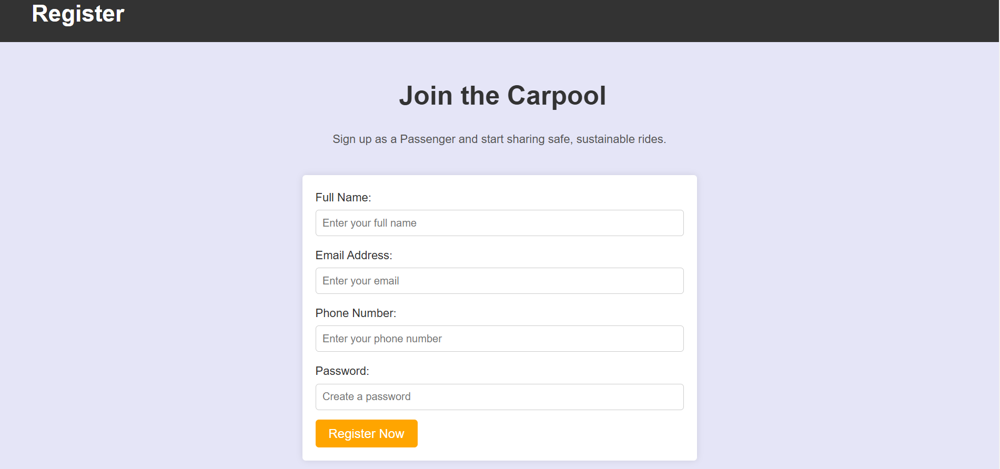 Register
Join the Carpool
Sign up as a Passenger and start sharing safe, sustainable rides.
Full Name:
Enter your full name
Email Address:
Enter your email
Phone Number:
Enter your phone number
Password:
Create a password
Register Now